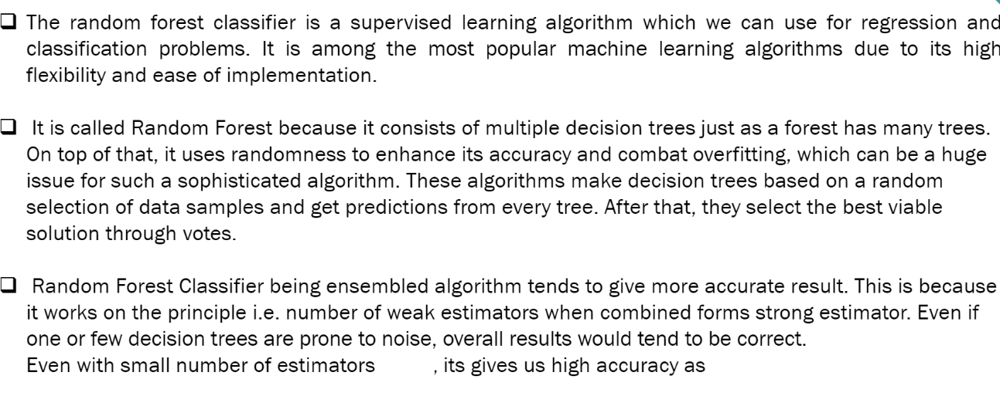 ❑ The random forest classifier is a supervised learning algorithm which we can use for regression and
classification problems. It is among the most popular machine learning algorithms due to its high
flexibility and ease of implementation.
❑ It is called Random Forest because it consists of multiple decision trees just as a forest has many trees.
On top of that, it uses randomness to enhance its accuracy and combat overfitting, which can be a huge
issue for such a sophisticated algorithm. These algorithms make decision trees based on a random
selection of data samples and get predictions from every tree. After that, they select the best viable
solution through votes.
❑ Random Forest Classifier being ensembled algorithm tends to give more accurate result. This is because
it works on the principle i.e. number of weak estimators when combined forms strong estimator. Even if
one or few decision trees are prone to noise, overall results would tend to be correct.
Even with small number of estimators , its gives us high accuracy as